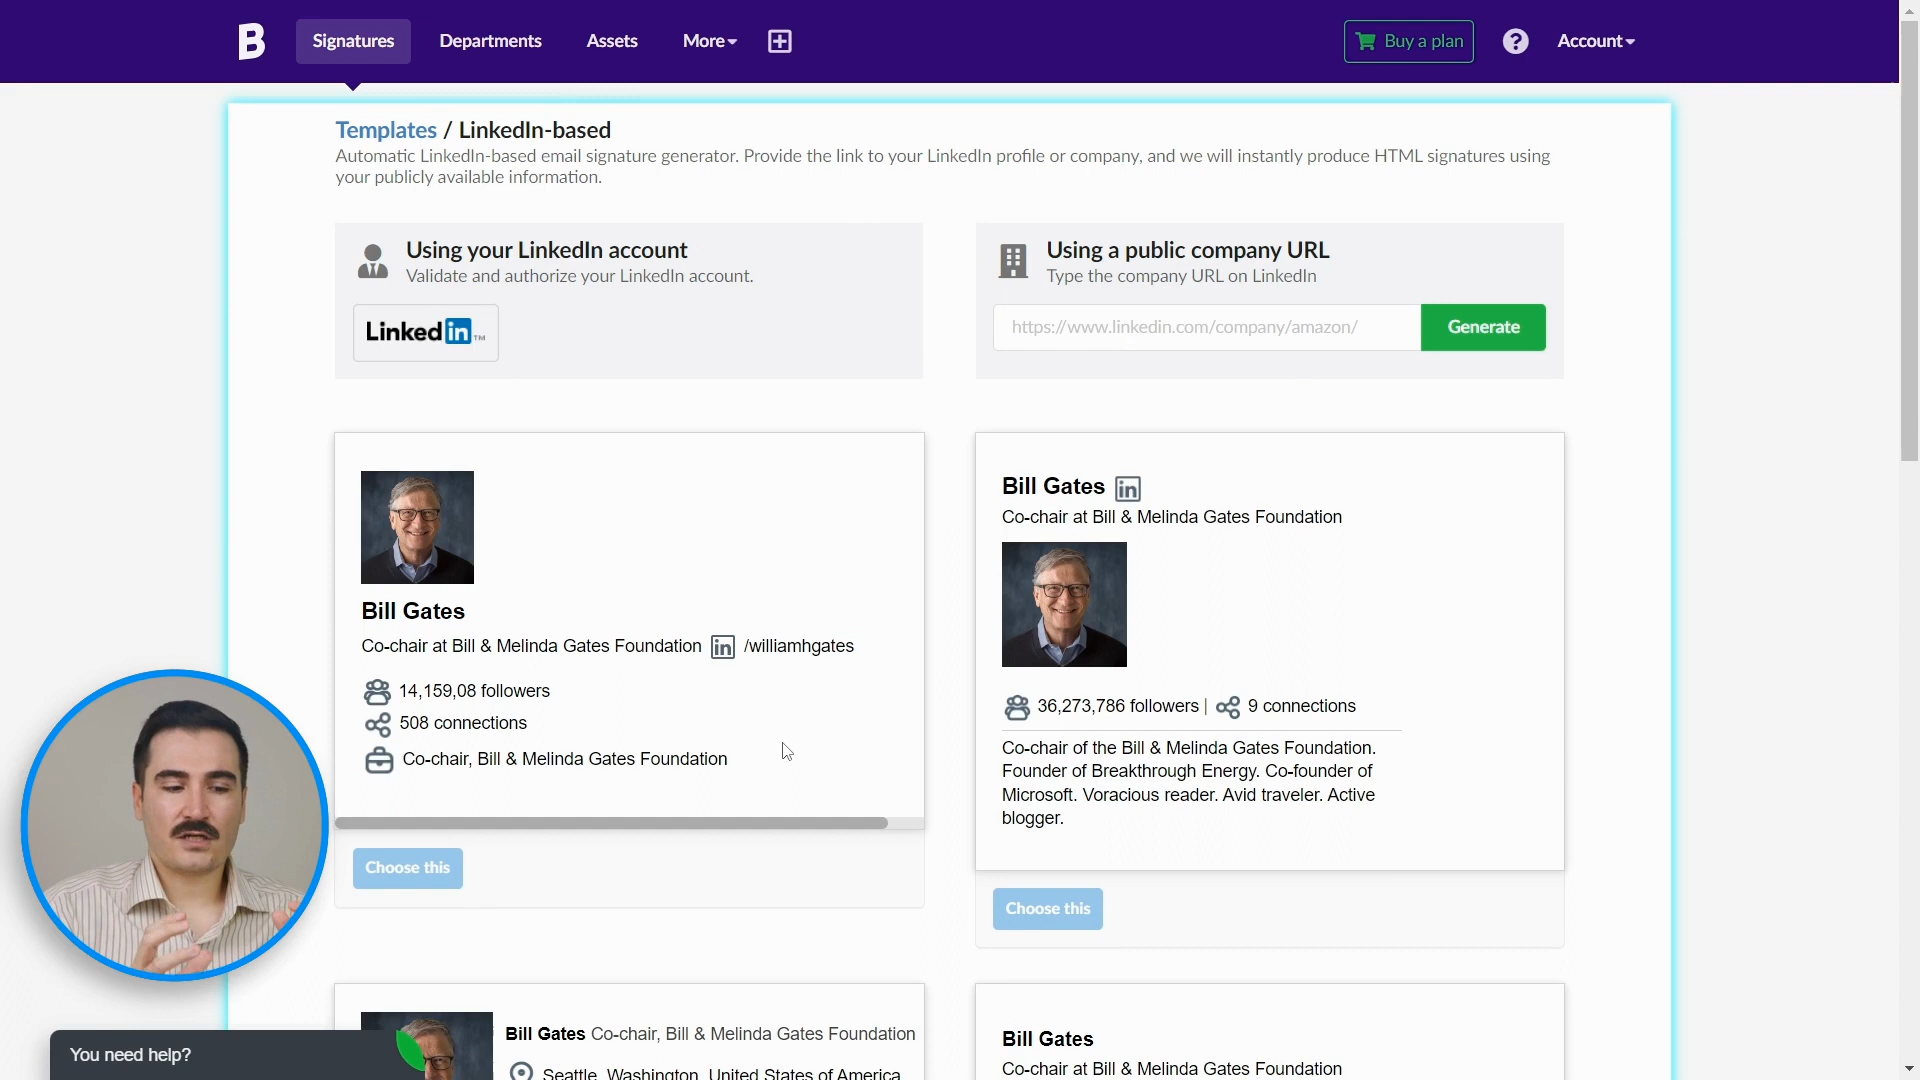 B
Signatures
Departments
Assets
More
Buy a plan
?
Account
Templates / LinkedIn-based
Automatic LinkedIn-based email signature generator. Provide the link to your LinkedIn profile or company, and we will instantly produce HTML signatures using
your publicly available information.
Using your LinkedIn account
Validate and authorize your LinkedIn account.
Linked in TM
Using a public company URL
Type the company URL on LinkedIn
https://www.linkedin.com/company/amazon/
Generate
Bill Gates
Co-chair at Bill & Melinda Gates Foundation in /williamhgates
14,159,08 followers
508 connections
Co-chair, Bill & Melinda Gates Foundation
Choose this
Bill Gates in
Co-chair at Bill & Melinda Gates Foundation
36,273,786 followers | 9 connections
Co-chair of the Bill & Melinda Gates Foundation.
Founder of Breakthrough Energy. Co-founder of
Microsoft. Voracious reader. Avid traveler. Active
blogger.
Choose this
Bill Gates Co-chair, Bill & Melinda Gates Foundation
Seattle, Washington, United States of America
Bill Gates
Co-chair at Bill & Melinda Gates Foundation
You need help?